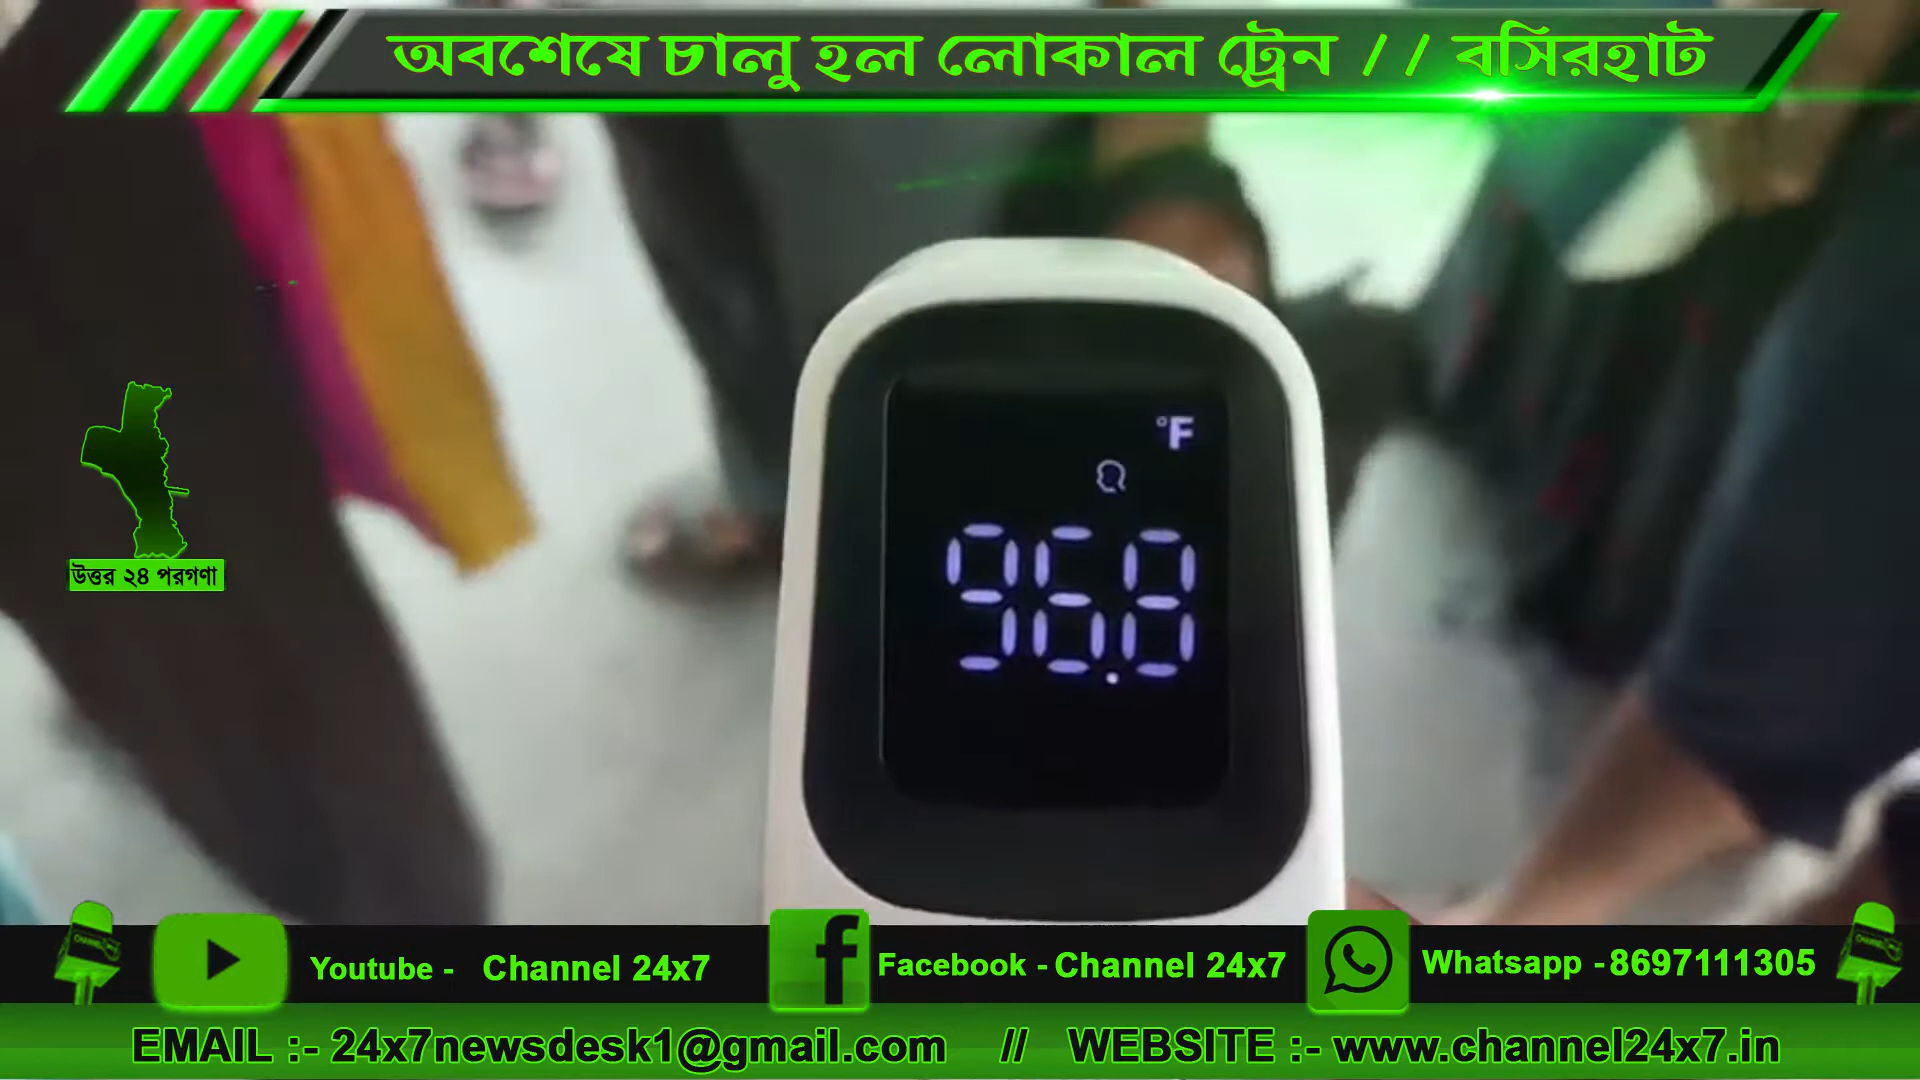 অবশেষে চালু হল লোকাল ট্রেন // বসিরহাট
°F
96.8
উত্তর ২৪ পরগণা
Youtube - Channel 24x7
Facebook - Channel 24x7
Whatsapp - 8697111305
EMAIL :- 24x7newsdesk1@gmail.com // WEBSITE :- www.channel24x7.in